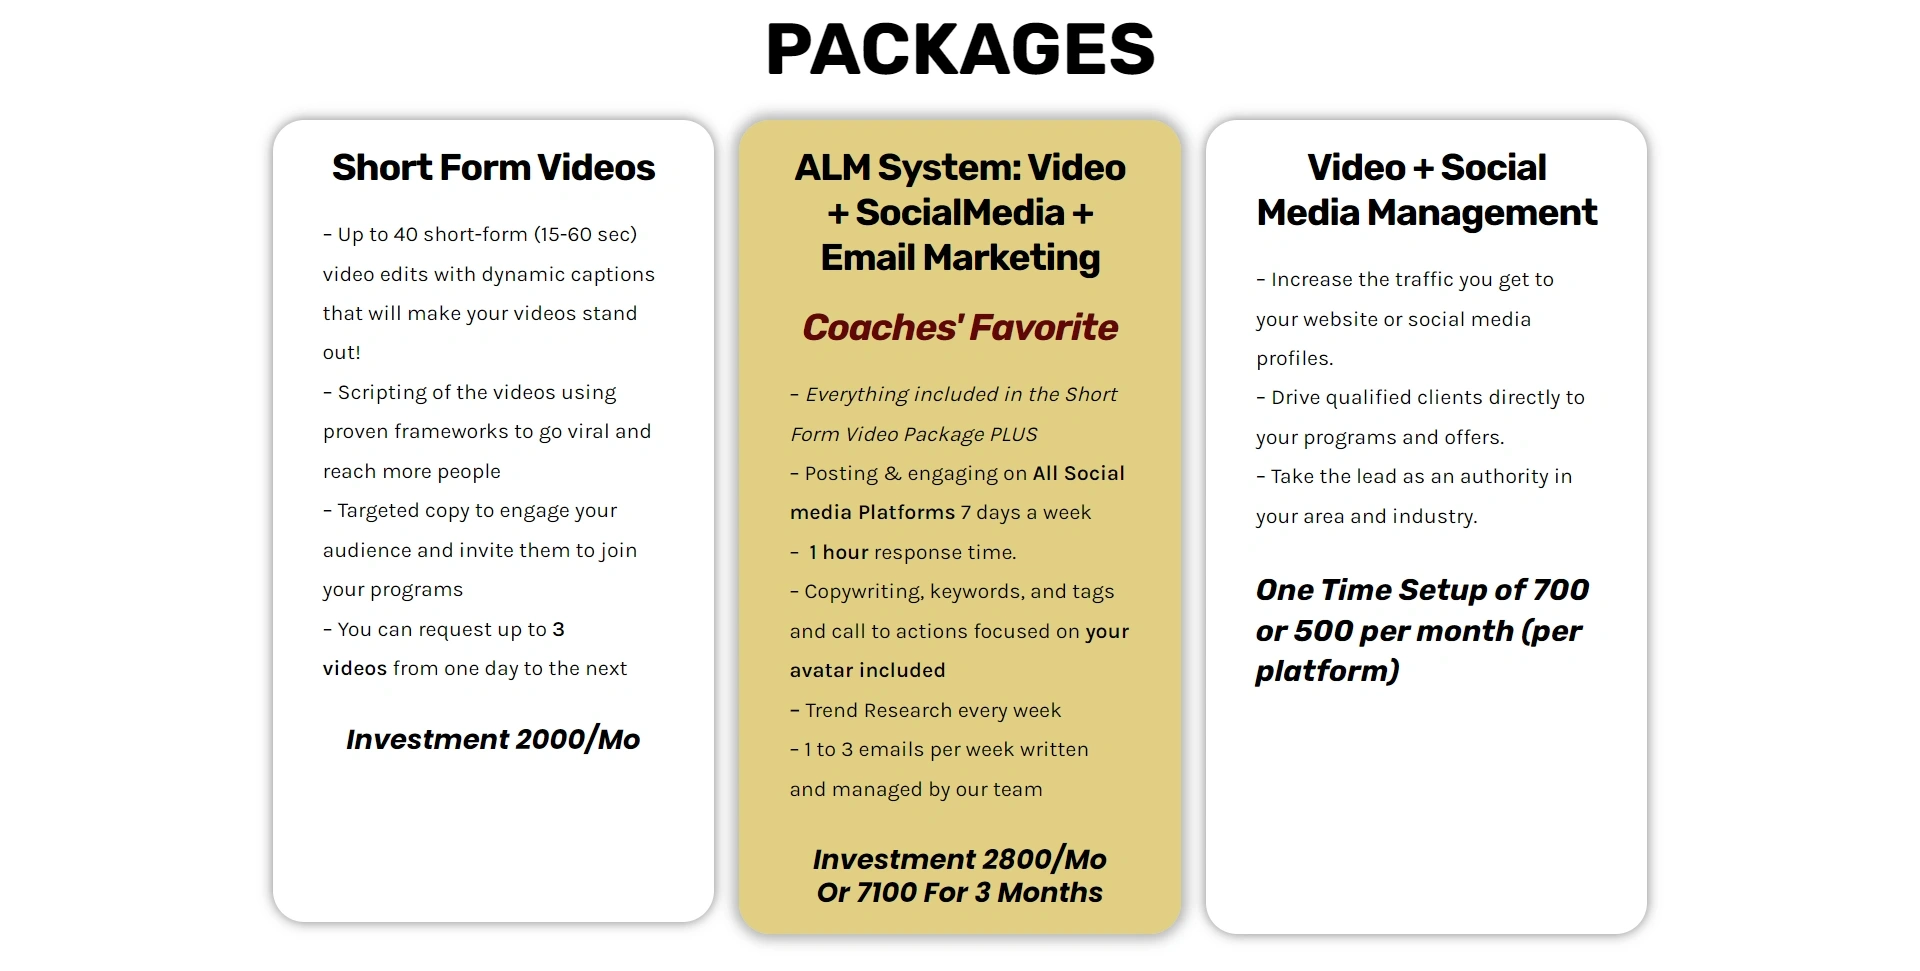 PACKAGES
Short Form Videos
– Up to 40 short-form (15-60 sec)
video edits with dynamic captions
that will make your videos stand
out!
– Scripting of the videos using
proven frameworks to go viral and
reach more people
– Targeted copy to engage your
audience and invite them to join
your programs
– You can request up to 3
videos from one day to the next
Investment 2000/Mo
ALM System: Video
+ SocialMedia +
Email Marketing
Coaches' Favorite
– Everything included in the Short
Form Video Package PLUS
– Posting & engaging on All Social
media Platforms 7 days a week
– 1 hour response time.
– Copywriting, keywords, and tags
and call to actions focused on your
avatar included
– Trend Research every week
– 1 to 3 emails per week written
and managed by our team
Investment 2800/Mo
Or 7100 For 3 Months
Video + Social
Media Management
– Increase the traffic you get to
your website or social media
profiles.
– Drive qualified clients directly to
your programs and offers.
– Take the lead as an authority in
your area and industry.
One Time Setup of 700
or 500 per month (per
platform)